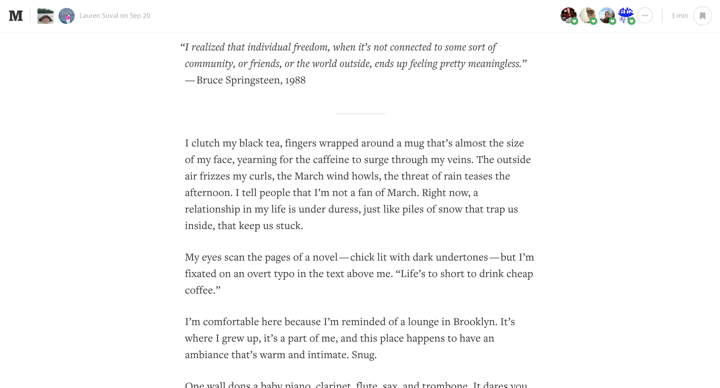 M Lauren Suval on Sep 20 3 min
“I realized that individual freedom, when it’s not connected to some sort of
community, or friends, or the world outside, ends up feeling pretty meaningless.”
— Bruce Springsteen, 1988
I clutch my black tea, fingers wrapped around a mug that’s almost the size
of my face, yearning for the caffeine to surge through my veins. The outside
air frizzes my curls, the March wind howls, the threat of rain teases the
afternoon. I tell people that I’m not a fan of March. Right now, a
relationship in my life is under duress, just like piles of snow that trap us
inside, that keep us stuck.
My eyes scan the pages of a novel — chick lit with dark undertones — but I’m
fixated on an overt typo in the text above me. “Life’s to short to drink cheap
coffee.”
I’m comfortable here because I’m reminded of a lounge in Brooklyn. It’s
where I grew up, it’s a part of me, and this place happens to have an
ambiance that’s warm and intimate. Snug.
One wall dons a baby piano, clarinet, flute, sax, and trombone. It dares you